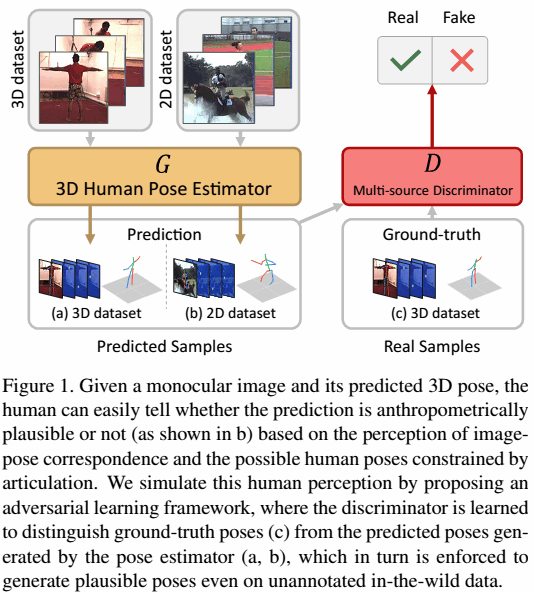 3D dataset
2D dataset
Real Fake
G
3D Human Pose Estimator
D
Multi-source Discriminator
Prediction
(a) 3D dataset
(b) 2D dataset
Ground-truth
(c) 3D dataset
Predicted Samples
Real Samples
Figure 1. Given a monocular image and its predicted 3D pose, the
human can easily tell whether the prediction is anthropometrically
plausible or not (as shown in b) based on the perception of image-
pose correspondence and the possible human poses constrained by
articulation. We simulate this human perception by proposing an
adversarial learning framework, where the discriminator is learned
to distinguish ground-truth poses (c) from the predicted poses gen-
erated by the pose estimator (a, b), which in turn is enforced to
generate plausible poses even on unannotated in-the-wild data.